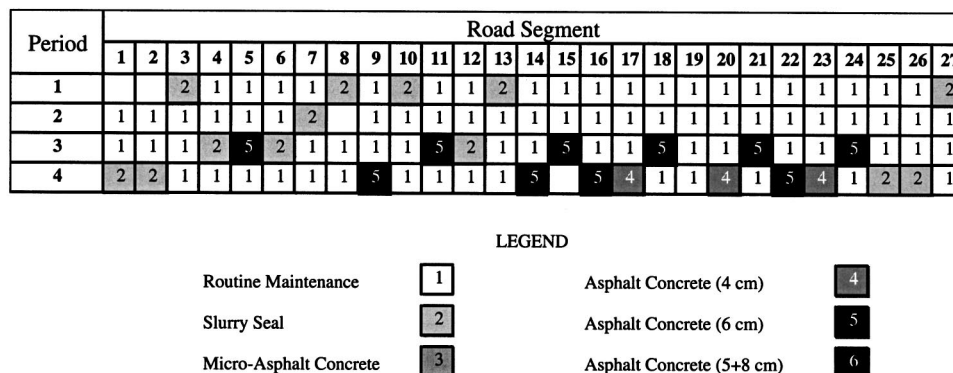 Period Road Segment
1 2 3 4 5 6 7 8 9 10 11 12 13 14 15 16 17 18 19 20 21 22 23 24 25 26 27
1 2 1 1 1 1 2 1 2 1 1 2 1 1 1 1 1 1 1 1 1 1 1 1 1 2
2 1 1 1 1 1 1 2 1 1 1 1 1 1 1 1 1 1 1 1 1 1 1 1 1 1 1
3 1 1 1 2 5 2 1 1 1 1 5 2 1 1 5 1 1 5 1 1 5 1 1 5 1 1 1
4 2 2 1 1 1 1 1 1 5 1 1 1 1 5 5 4 1 1 4 1 5 4 1 2 2 1
LEGEND
Routine Maintenance 1 Asphalt Concrete (4 cm) 4
Slurry Seal 2 Asphalt Concrete (6 cm) 5
Micro-Asphalt Concrete 3 Asphalt Concrete (5+8 cm) 6